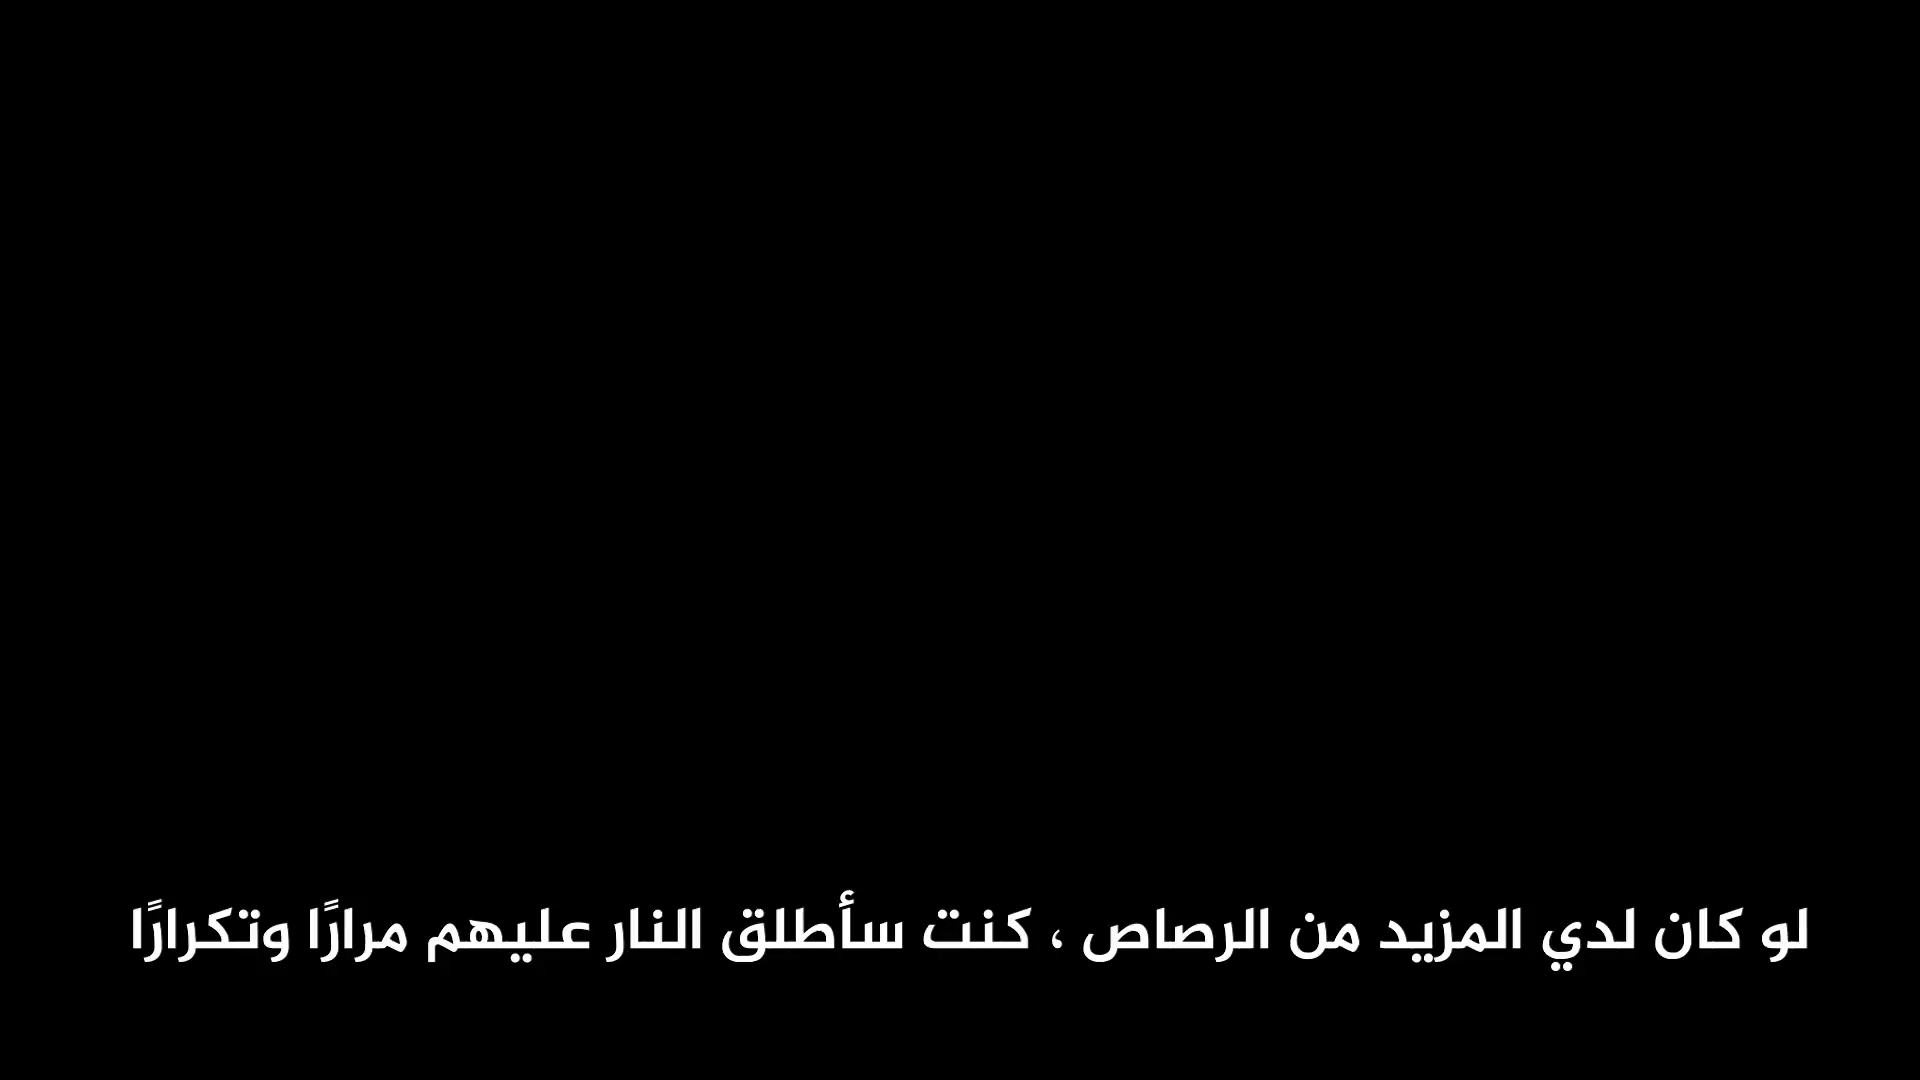 لو كان لدي المزيد من الرصاص ، كنت سأطلق النار عليهم مرارًا وتكرارًا